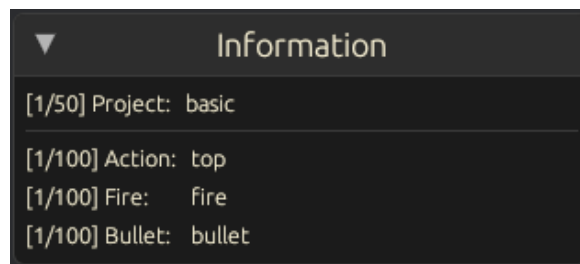 Information
[1/50] Project: basic
[1/100] Action: top
[1/100] Fire: fire
[1/100] Bullet: bullet